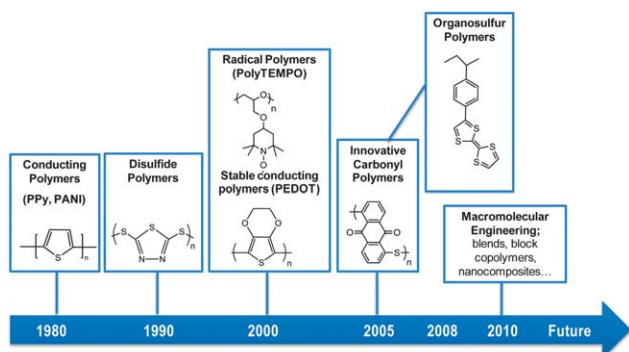 Conducting
Polymers
(PPy, PANI)
S
n
Disulfide
Polymers
S
S
S
N N
n
Radical Polymers
(PolyTEMPO)
O
n
O
N
O
Stable conducting
polymers (PEDOT)
O O
S
n
Innovative
Carbonyl
Polymers
O
O
S
n
Organosulfur
Polymers
S
S
S
S
Macromolecular
Engineering;
blends, block
copolymers,
nanocomposites...
1980 1990 2000 2005 2008 2010 Future